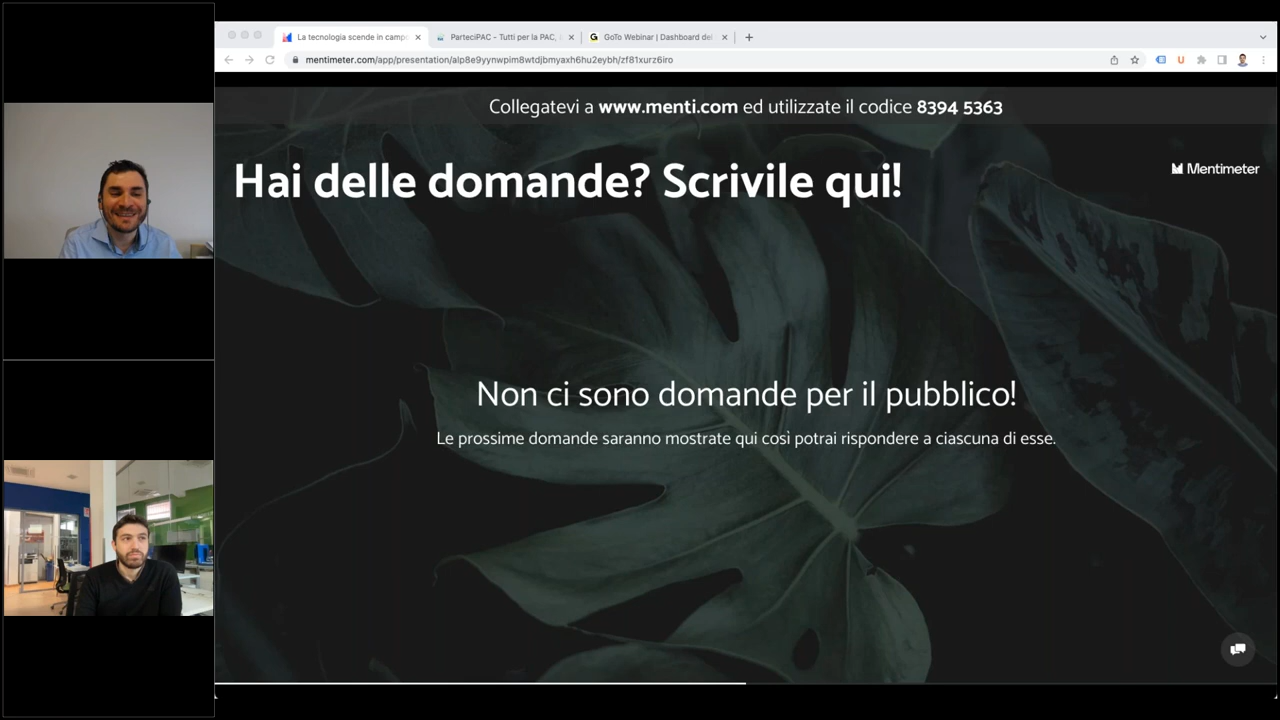 La tecnologia scende in campo
ParteciPAC - Tutti per la PAC,
GoTo Webinar | Dashboard del
mentimeter.com/app/presentation/alp8e9yynwpim8wtdjbmyaxh6hu2eybh/zf81xurz6iro
Collegatevi a www.menti.com ed utilizzate il codice 8394 5363
Hai delle domande? Scrivile qui!
Mentimeter
Non ci sono domande per il pubblico!
Le prossime domande saranno mostrate qui così potrai rispondere a ciascuna di esse.